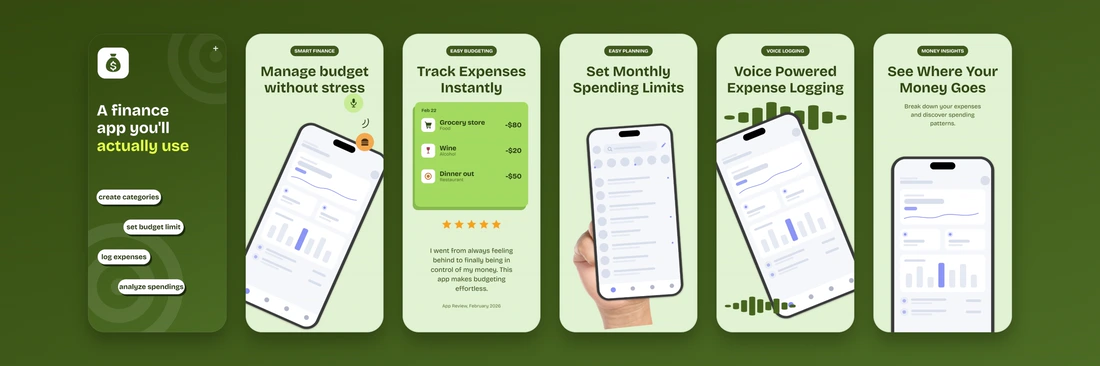 A finance
app you'll
actually use
create categories
set budget limit
log expenses
analyze spendings
SMART FINANCE
Manage budget
without stress
EASY BUDGETING
Track Expenses
Instantly
Feb 22
Grocery store
Food
-$80
Wine
Alcohol
-$20
Dinner out
Restaurant
-$50
I went from always feeling
behind to finally being in
control of my money. This
app makes budgeting
effortless.
App Review, February, 2026
EASY PLANNING
Set Monthly
Spending Limits
VOICE LOGGING
Voice Powered
Expense Logging
MONEY INSIGHTS
See Where Your
Money Goes
Break down your expenses
and discover spending
patterns.